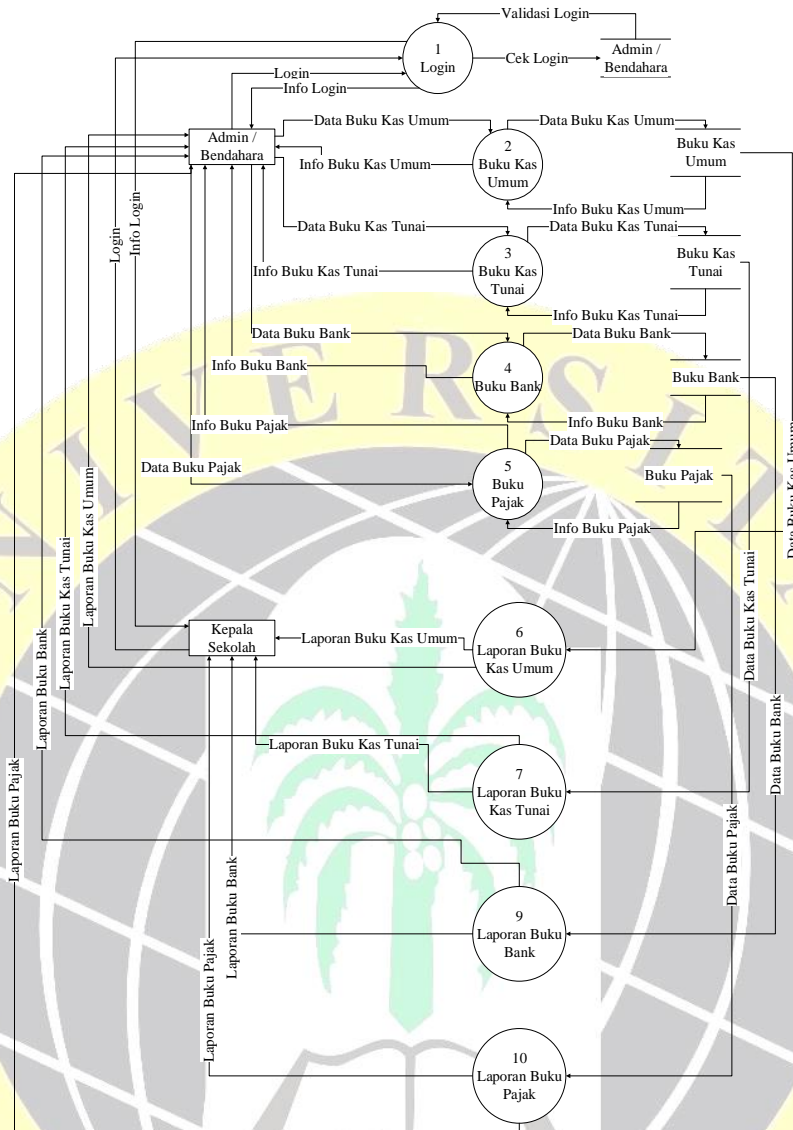 Validasi Login
1
Login
Cek Login
Admin /
Bendahara
Login
Info Login
Admin /
Bendahara
Data Buku Kas Umum
2
Buku Kas
Umum
Data Buku Kas Umum
Buku Kas
Umum
Info Buku Kas Umum
Info Buku Kas Umum
Data Buku Kas Tunai
3
Buku Kas
Tunai
Data Buku Kas Tunai
Buku Kas
Tunai
Info Buku Kas Tunai
Info Buku Kas Tunai
Data Buku Bank
4
Buku Bank
Data Buku Bank
Buku Bank
Info Buku Bank
Info Buku Bank
Info Buku Pajak
5
Buku
Pajak
Data Buku Pajak
Buku Pajak
Data Buku Pajak
Info Buku Pajak
Login
Info Login
Laporan Buku Kas Umum
Laporan Buku Kas Tunai
Laporan Buku Bank
Laporan Buku Pajak
Data Buku Kas Umum
Data Buku Kas Tunai
Data Buku Bank
Data Buku Pajak
Kepala
Sekolah
Laporan Buku Kas Umum
6
Laporan Buku
Kas Umum
Laporan Buku Kas Tunai
7
Laporan Buku
Kas Tunai
Laporan Buku Bank
9
Laporan Buku
Bank
Laporan Buku Pajak
10
Laporan Buku
Pajak
UNIVERSIT